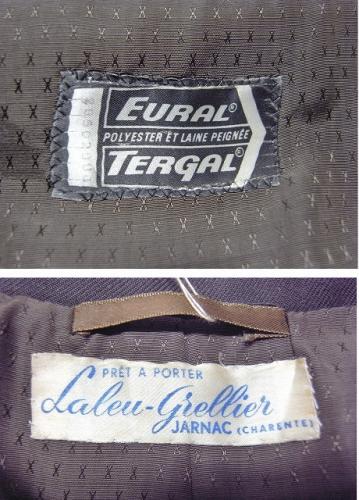 EURAL®
POLYESTER ET LAINE PEIGNÉE
TERGAL®
PRÊT A PORTER
Laleu-Grellier
JARNAC (CHARENTE)